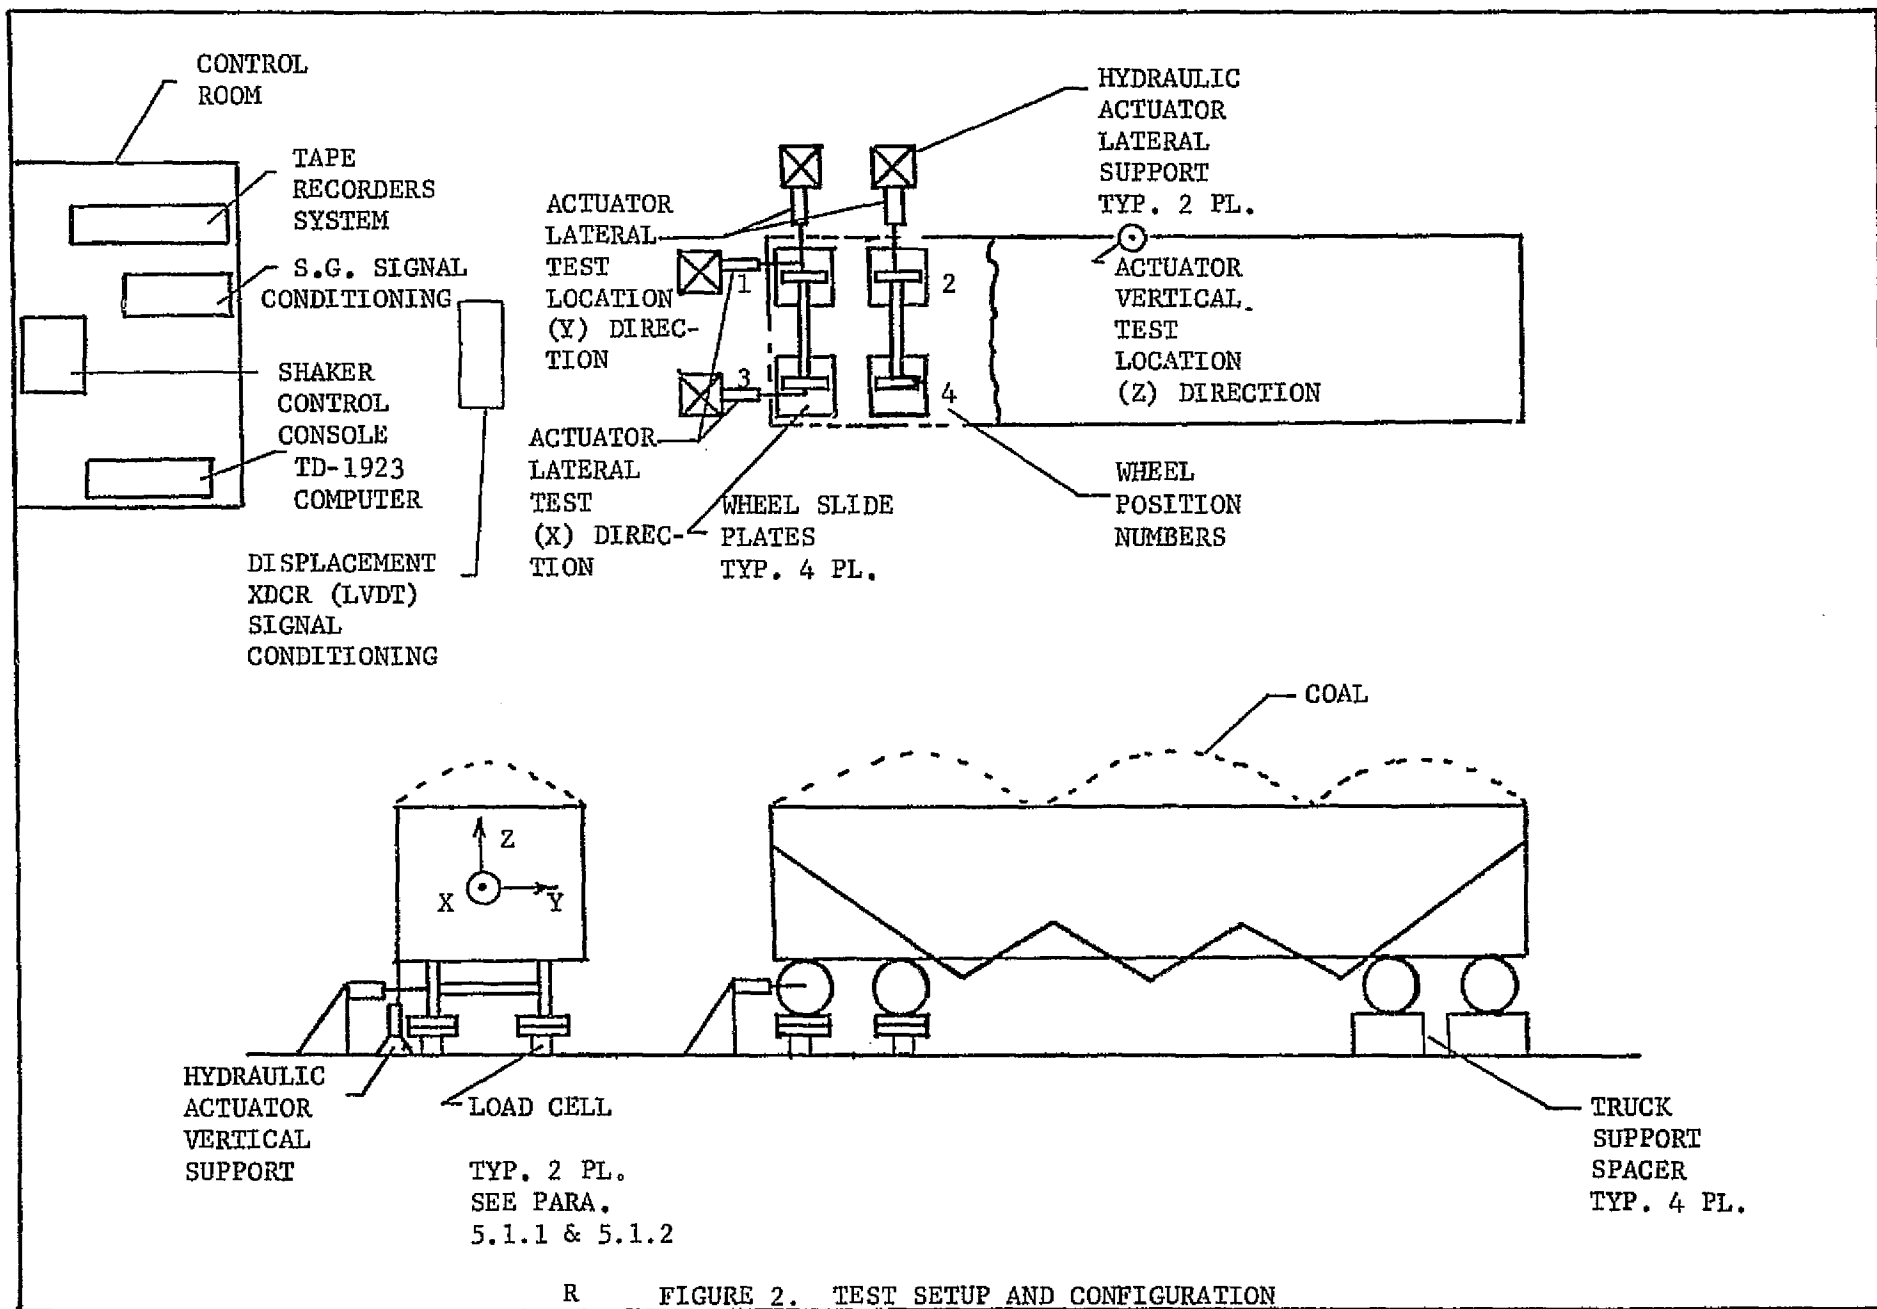 CONTROL
ROOM
TAPE
RECORDERS
SYSTEM
S.G. SIGNAL
CONDITIONING
SHAKER
CONTROL
CONSOLE
TD-1923
COMPUTER
DISPLACEMENT
XDCR (LVDT)
SIGNAL
CONDITIONING
ACTUATOR
LATERAL
TEST
LOCATION
(Y) DIREC-
TION
ACTUATOR
LATERAL
TEST
(X) DIREC-
TION
1
2
3
4
WHEEL SLIDE
PLATES
TYP. 4 PL.
HYDRAULIC
ACTUATOR
LATERAL
SUPPORT
TYP. 2 PL.
ACTUATOR
VERTICAL
TEST
LOCATION
(Z) DIRECTION
WHEEL
POSITION
NUMBERS
COAL
Z
X
Y
HYDRAULIC
ACTUATOR
VERTICAL
SUPPORT
LOAD CELL
TYP. 2 PL.
SEE PARA.
5.1.1 & 5.1.2
TRUCK
SUPPORT
SPACER
TYP. 4 PL.
R FIGURE 2. TEST SETUP AND CONFIGURATION